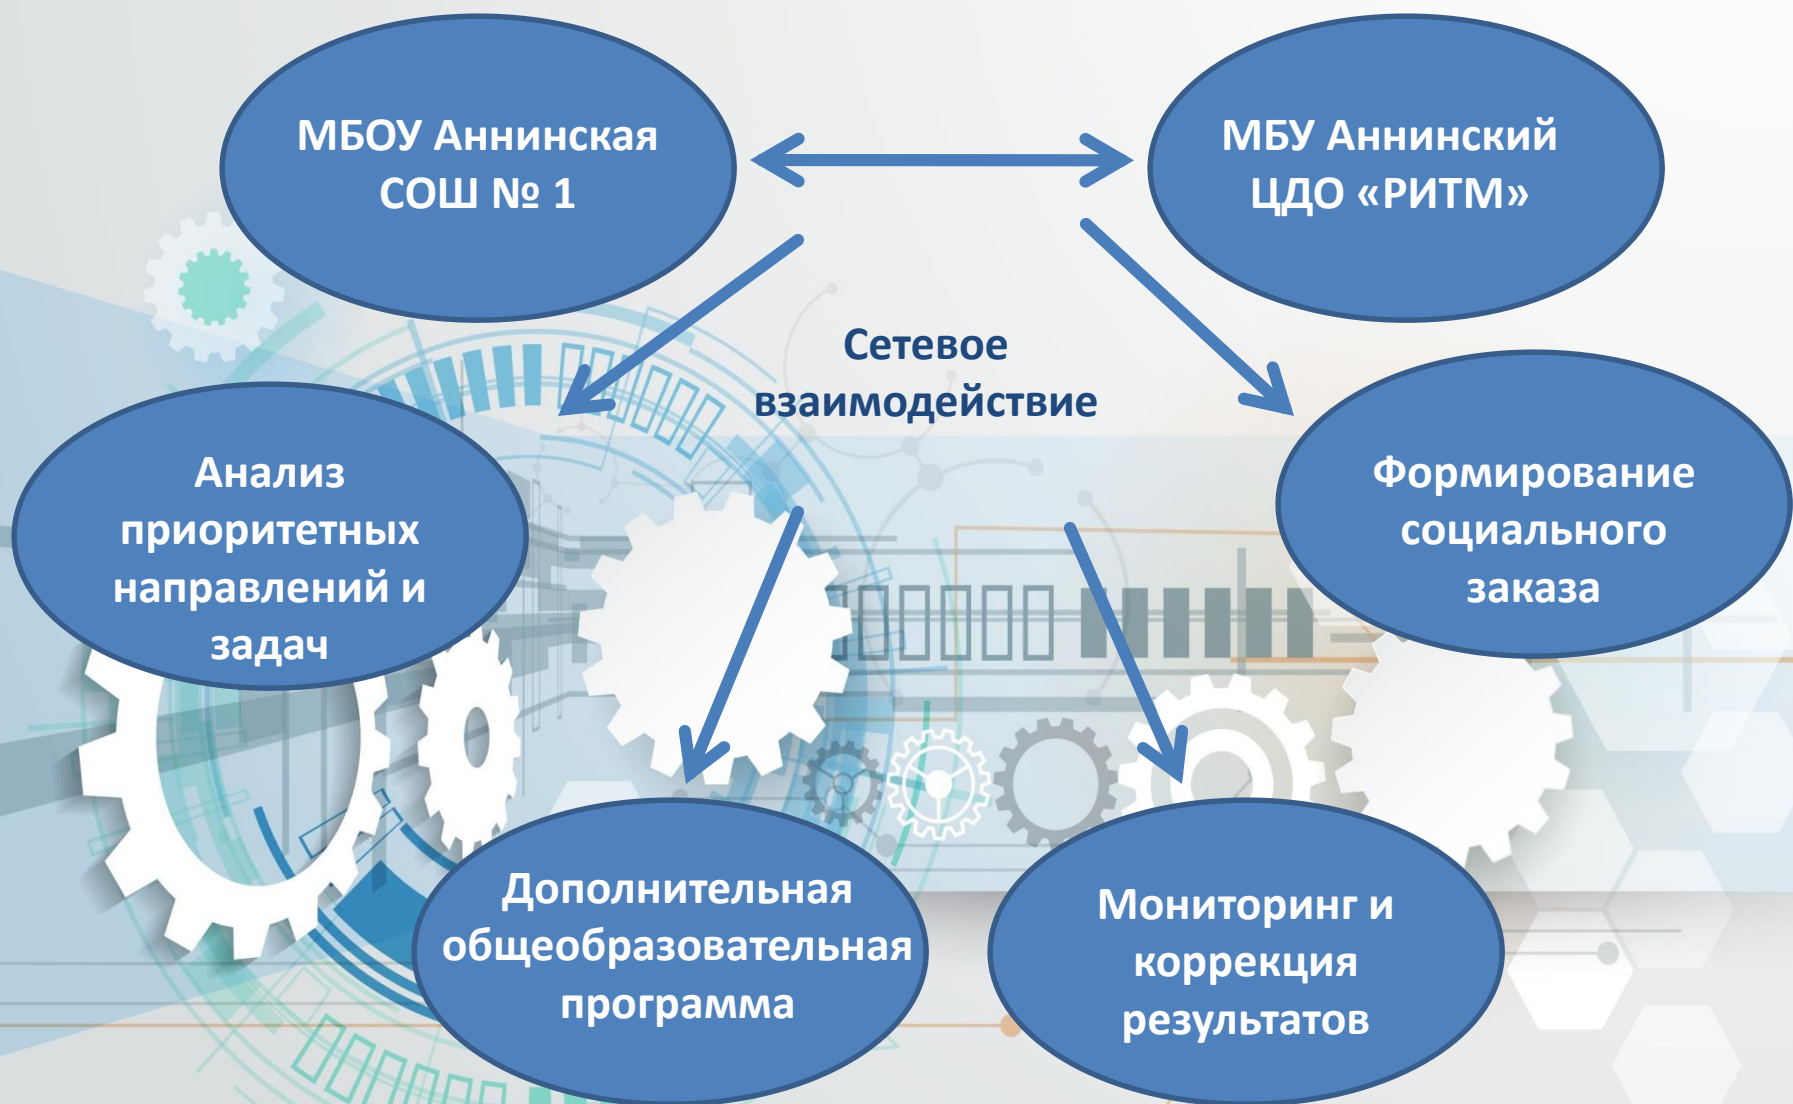 МБОУ Аннинская
СОШ № 1
МБУ Аннинский
ЦДО «РИТМ»
Сетевое
взаимодействие
Анализ
приоритетных
направлений и
задач
Формирование
социального
заказа
Дополнительная
общеобразовательная
программа
Мониторинг и
коррекция
результатов